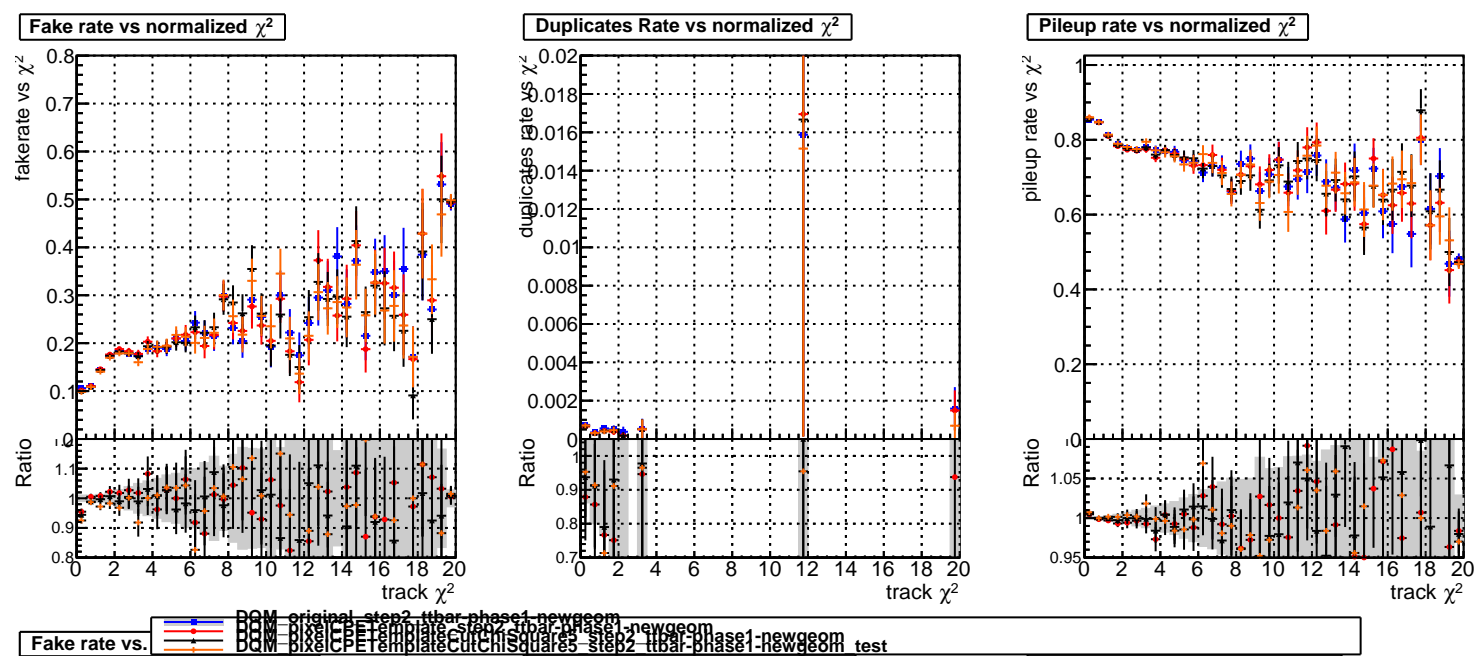 Fake rate vs normalized χ²
Duplicates Rate vs normalized χ²
Pileup rate vs normalized χ²
fakerate vs χ²
0.8
0.7
0.6
0.5
0.4
0.3
0.2
0.1
0
Ratio
1.1
1
0.9
0.8
0 2 4 6 8 10 12 14 16 18 20
track χ²
duplicates rate vs χ²
0.02
0.018
0.016
0.014
0.012
0.01
0.008
0.006
0.004
0.002
0
Ratio
1
0.9
0.8
0.7
0 2 4 6 8 10 12 14 16 18 20
track χ²
pileup rate vs χ²
1
0.8
0.6
0.4
0.2
0
Ratio
1.05
1
0.95
0 2 4 6 8 10 12 14 16 18 20
track χ²
Fake rate vs.
DQM_original_step2_ttbar-phase1-newgeom
DQM_pixelCPETemplate_step2_ttbar-phase1-newgeom
DQM_pixelCPETemplateCutChiSquare5_step2_ttbar-phase1-newgeom
DQM_pixelCPETemplateCutChiSquare5_step2_ttbar-phase1-newgeom_test